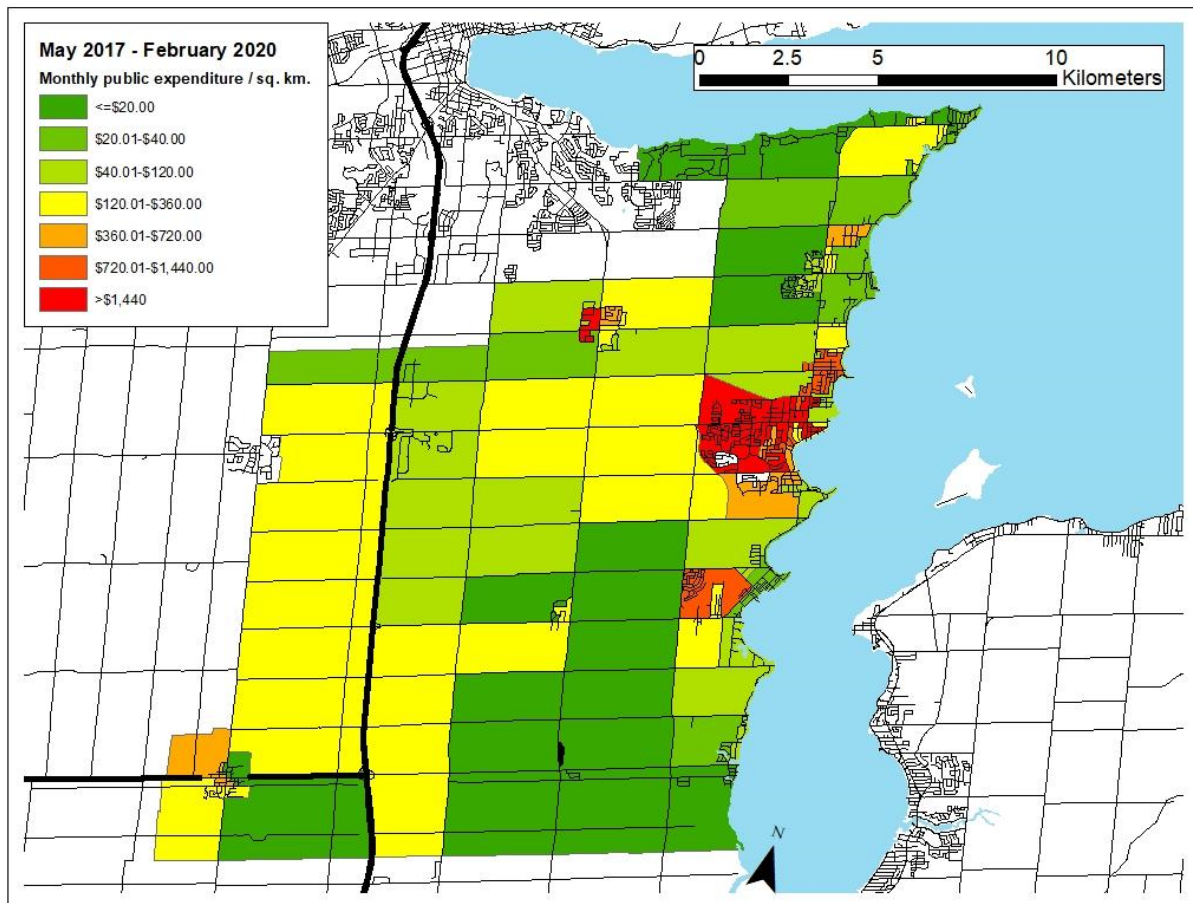 May 2017 - February 2020
Monthly public expenditure / sq. km.
<=$20.00
$20.01-$40.00
$40.01-$120.00
$120.01-$360.00
$360.01-$720.00
$720.01-$1,440.00
>$1,440
0 2.5 5 10
Kilometers
N